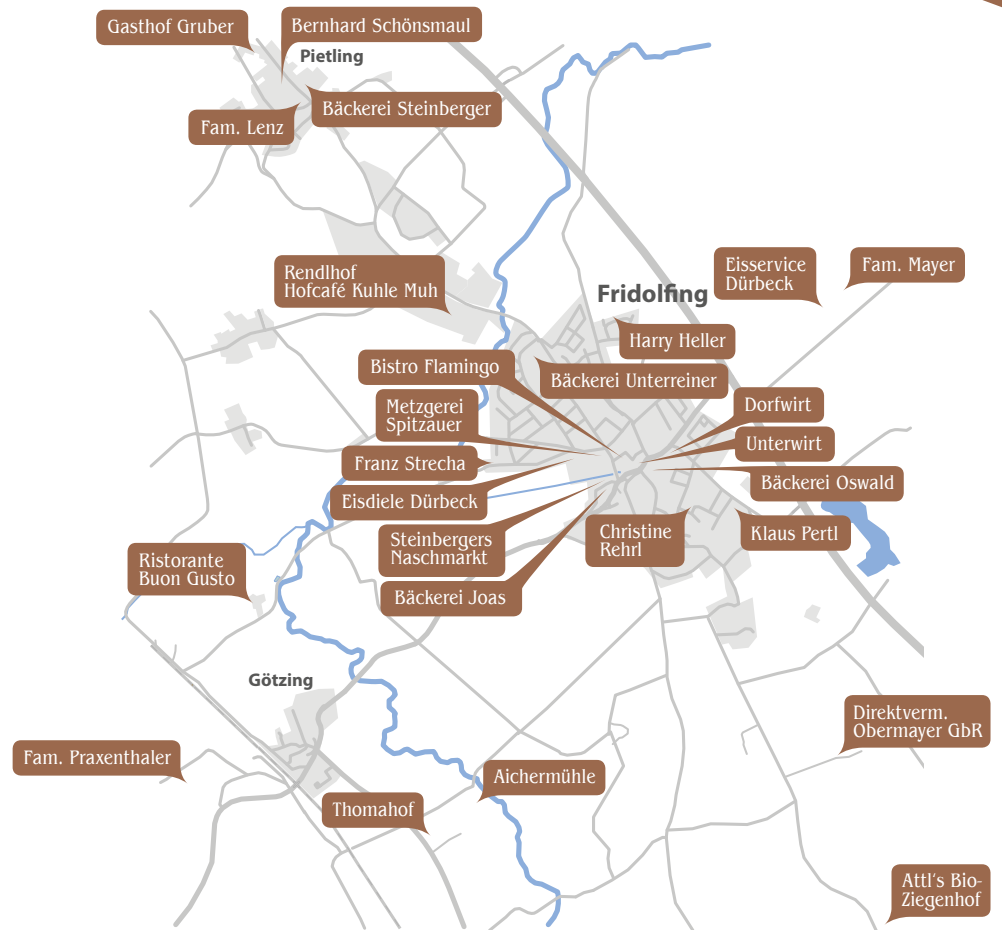 Gasthof Gruber
Bernhard Schönsmaul
Pietling
Bäckerei Steinberger
Fam. Lenz
Rendlhof
Hofcafé Kuhle Muh
Eisservice
Dürbeck
Fam. Mayer
Fridolfing
Harry Heller
Bistro Flamingo
Bäckerei Unterreiner
Metzgerei
Spitzauer
Dorfwirt
Unterwirt
Franz Strecha
Bäckerei Oswald
Eisdiele Dürbeck
Steinbergers
Naschmarkt
Christine
Rehrl
Klaus Pertl
Ristorante
Buon Gusto
Bäckerei Joas
Götzing
Direktverm.
Obermayer GbR
Fam. Praxenthaler
Aichermühle
Thomahof
Attl's Bio-
Ziegenhof